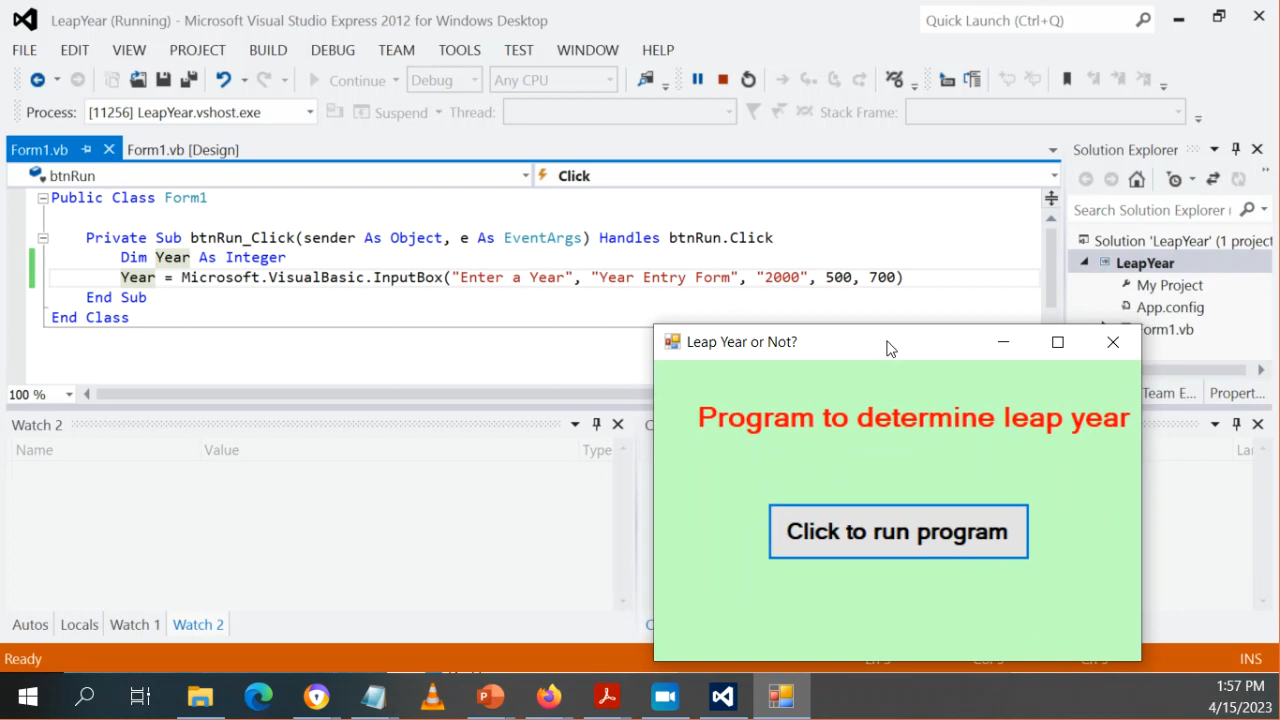 LeapYear (Running) - Microsoft Visual Studio Express 2012 for Windows Desktop
Quick Launch (Ctrl+Q)
FILE EDIT VIEW PROJECT BUILD DEBUG TEAM TOOLS TEST WINDOW HELP
Continue Debug Any CPU
Process: [11256] LeapYear.vshost.exe Suspend Thread: Stack Frame:
Form1.vb Form1.vb [Design]
btnRun Click
Public Class Form1
Private Sub btnRun_Click(sender As Object, e As EventArgs) Handles btnRun.Click
Dim Year As Integer
Year = Microsoft.VisualBasic.InputBox("Enter a Year", "Year Entry Form", "2000", 500, 700)
End Sub
End Class
100 %
Solution Explorer
Search Solution Explorer
Solution 'LeapYear' (1 project
LeapYear
My Project
App.config
orm1.vb
Team E... Propert...
Leap Year or Not?
Program to determine leap year
Click to run program
Watch 2
Name Value Type
Autos Locals Watch 1 Watch 2
Ready
INS
1:57 PM
4/15/2023